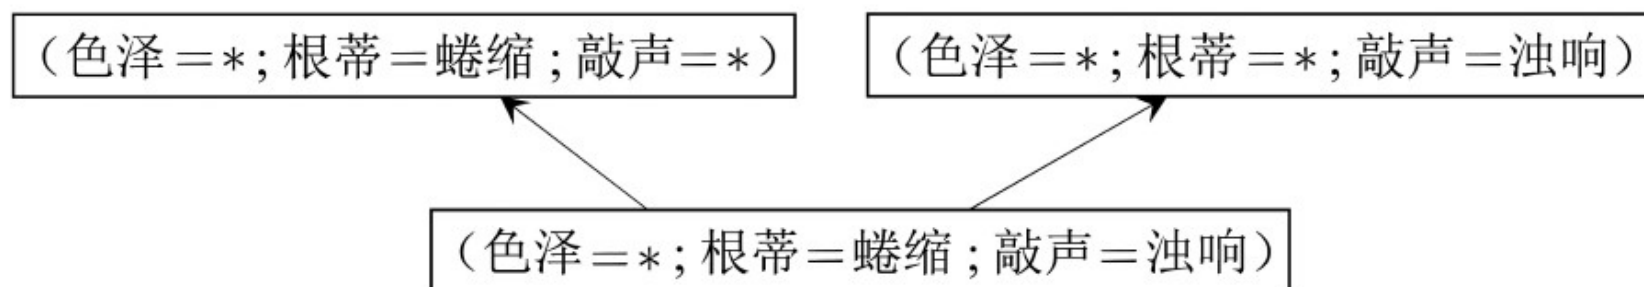 （色泽＝*；根蒂＝蜷缩；敲声＝*）
（色泽＝*；根蒂＝*；敲声＝浊响）
（色泽＝*；根蒂＝蜷缩；敲声＝浊响）